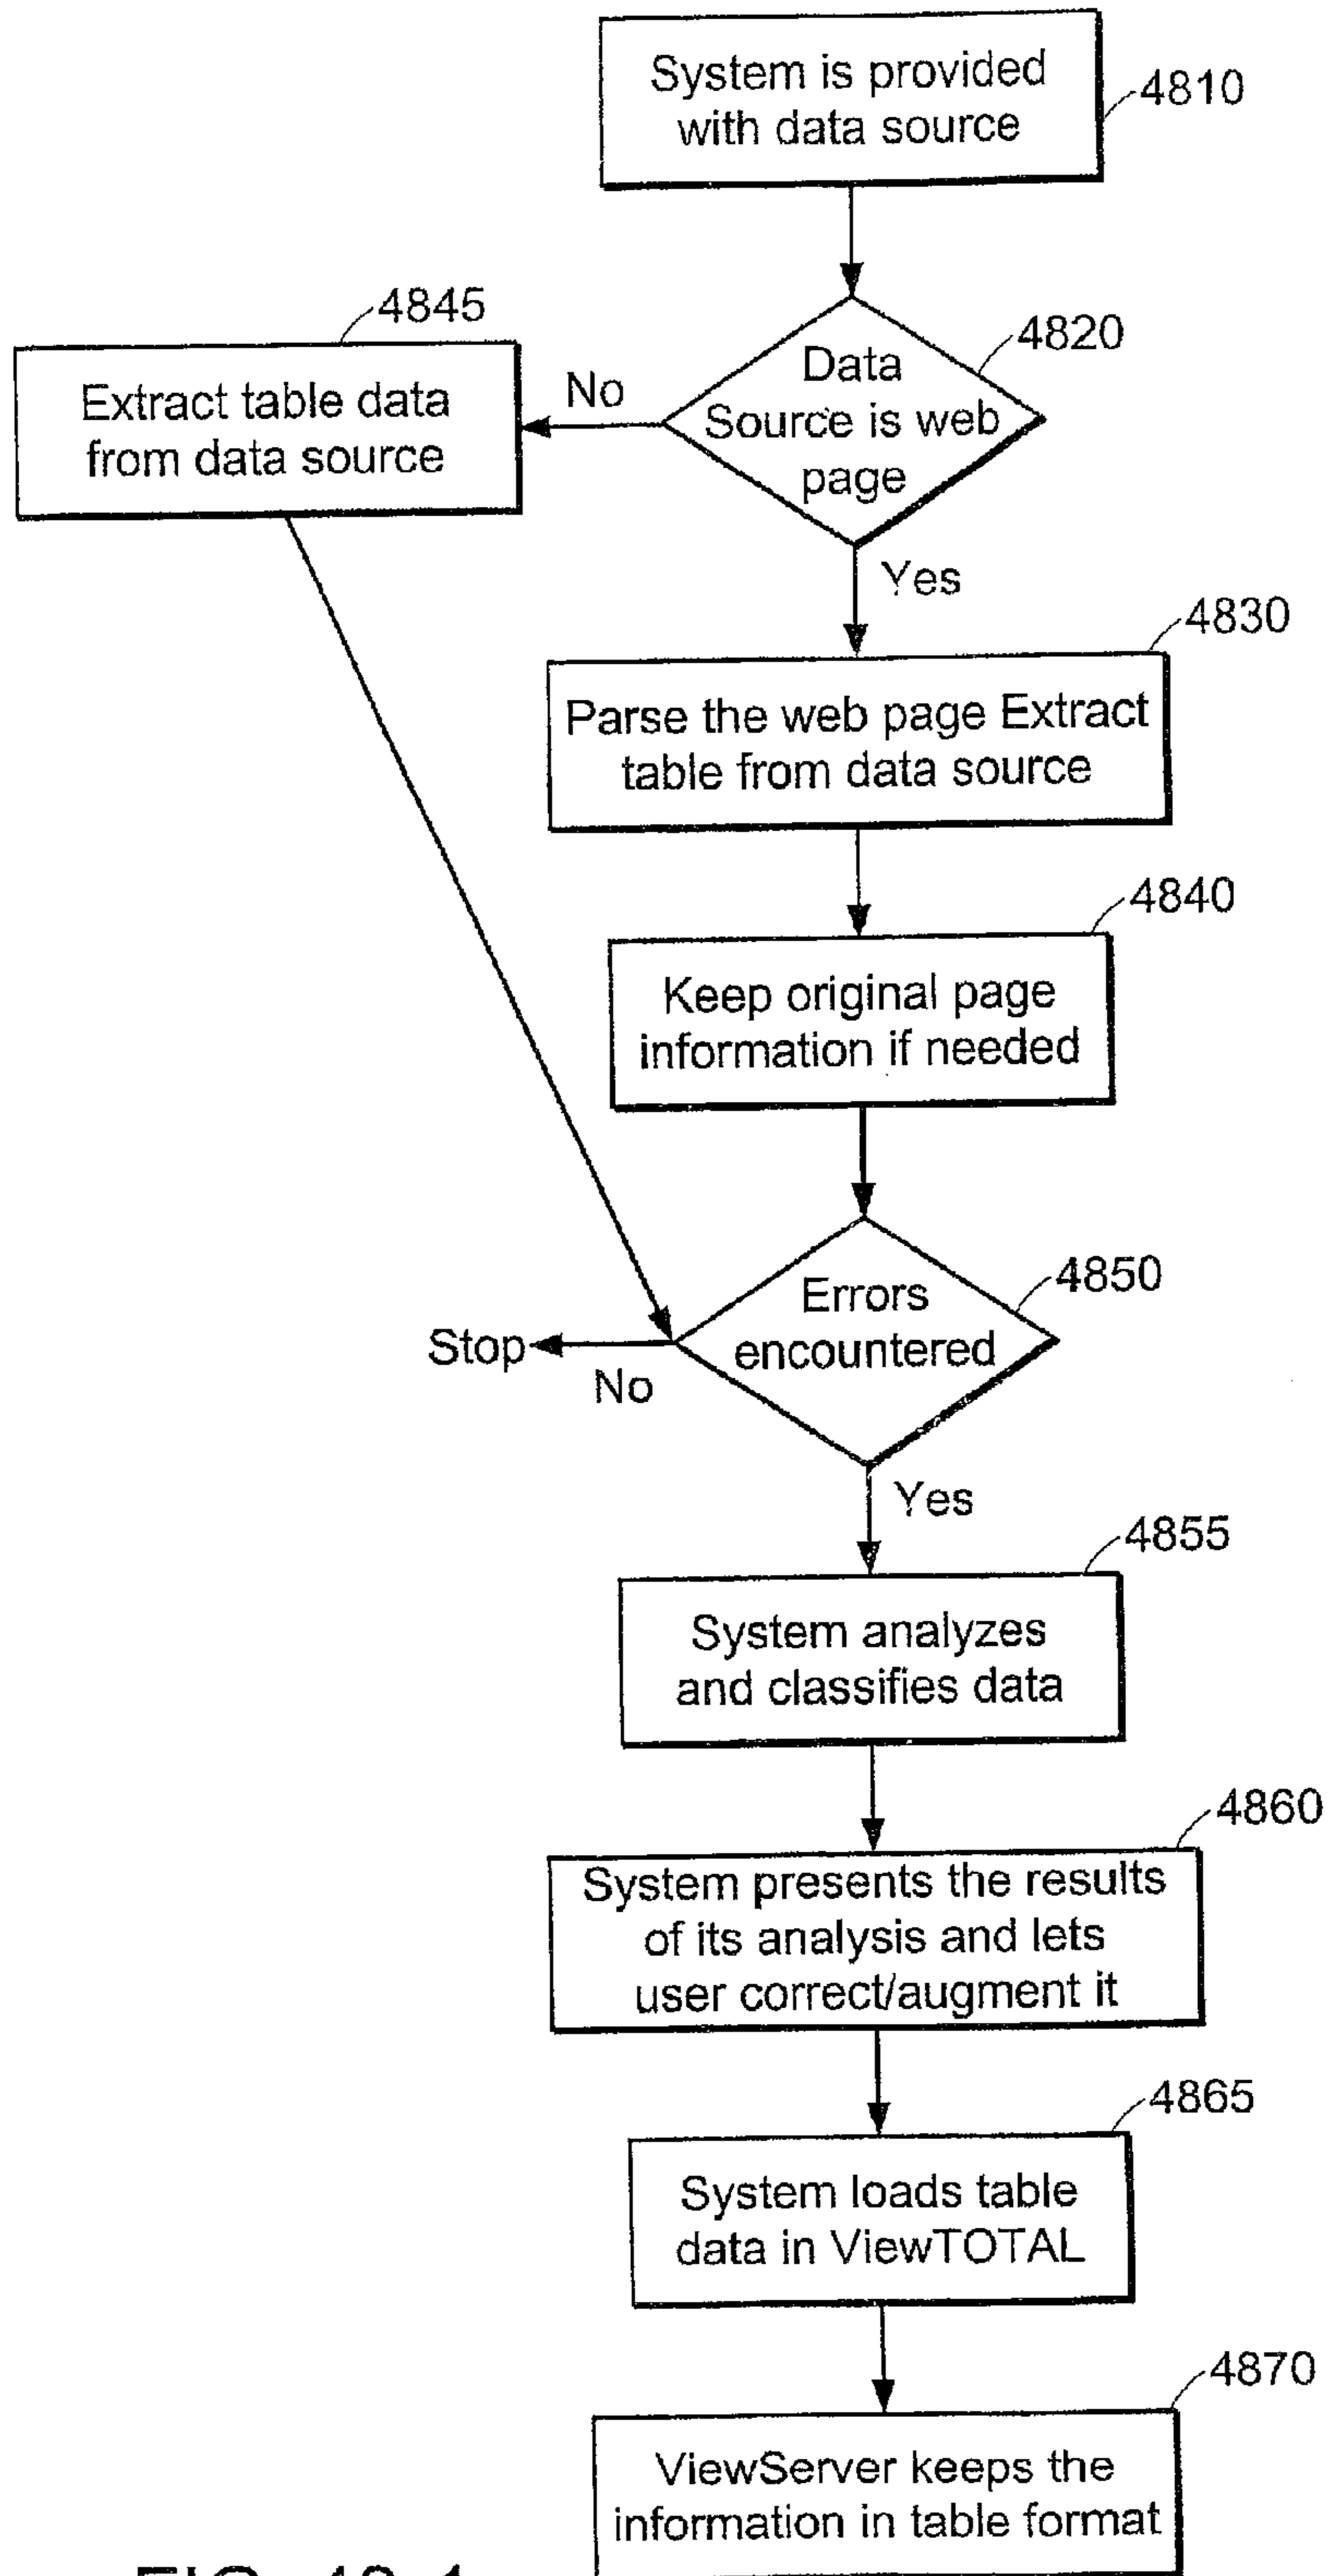 System is provided
with data source
4810
4845
4820
Data
Source is web
page
No
Extract table data
from data source
Yes
4830
Parse the web page Extract
table from data source
4840
Keep original page
information if needed
4850
Errors
encountered
Stop
No
Yes
4855
System analyzes
and classifies data
4860
System presents the results
of its analysis and lets
user correct/augment it
4865
System loads table
data in ViewTOTAL
4870
ViewServer keeps the
information in table format